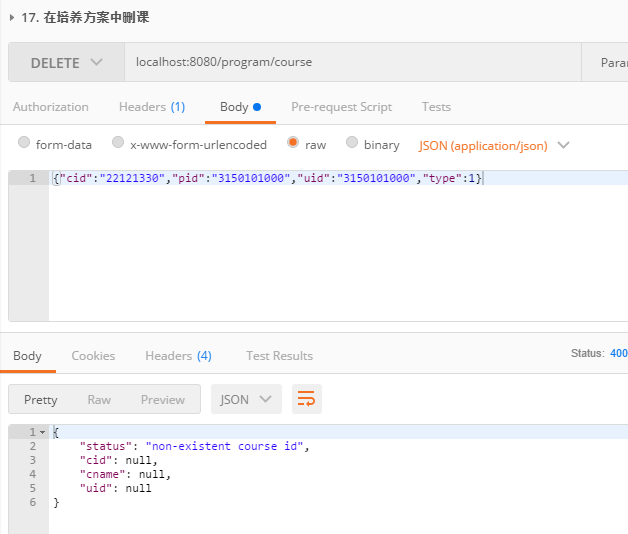 17. 在培养方案中删课
DELETE localhost:8080/program/course Para
Authorization Headers (1) Body Pre-request Script Tests
form-data x-www-form-urlencoded raw binary JSON (application/json)
1 {"cid":"22121330","pid":"3150101000","uid":"3150101000","type":1}
Body Cookies Headers (4) Test Results Status: 400
Pretty Raw Preview JSON
1 {
2 "status": "non-existent course id",
3 "cid": null,
4 "cname": null,
5 "uid": null
6 }